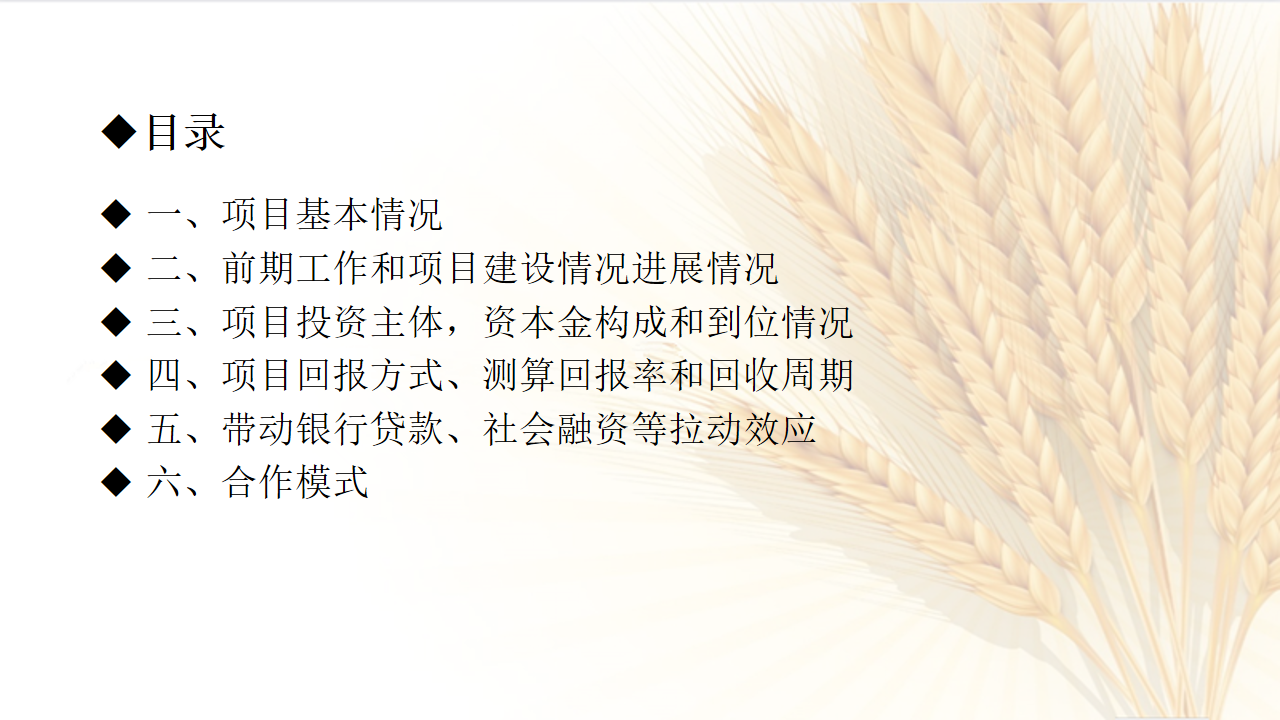 ◆目录
◆ 一、项目基本情况
◆ 二、前期工作和项目建设情况进展情况
◆ 三、项目投资主体，资本金构成和到位情况
◆ 四、项目回报方式、测算回报率和回收周期
◆ 五、带动银行贷款、社会融资等拉动效应
◆ 六、合作模式